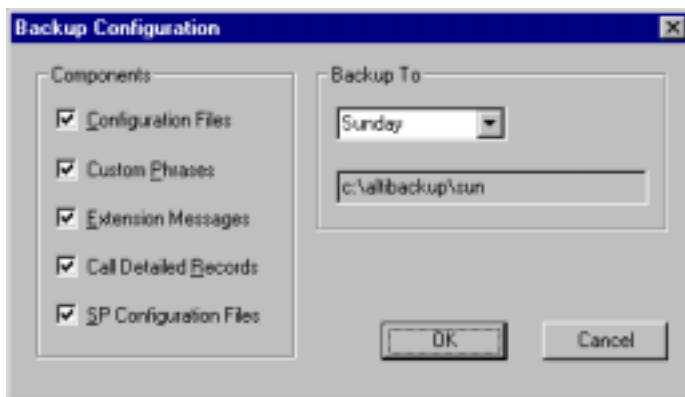 Backup Configuration
Components
Configuration Files
Custom Phrases
Extension Messages
Call Detailed Records
SP Configuration Files
Backup To
Sunday
c:\altibackup\sun
OK
Cancel